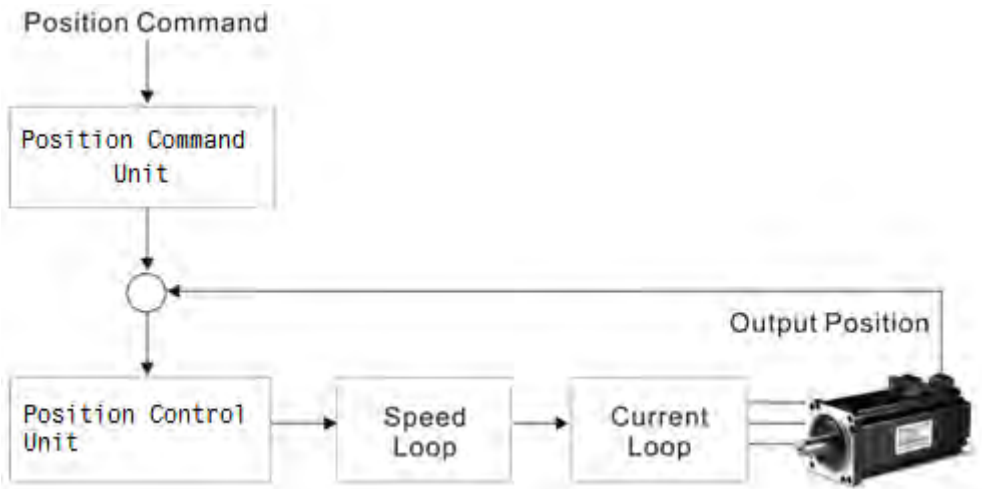 Position Command
Position Command
Unit
Output Position
Position Control
Unit
Speed
Loop
Current
Loop